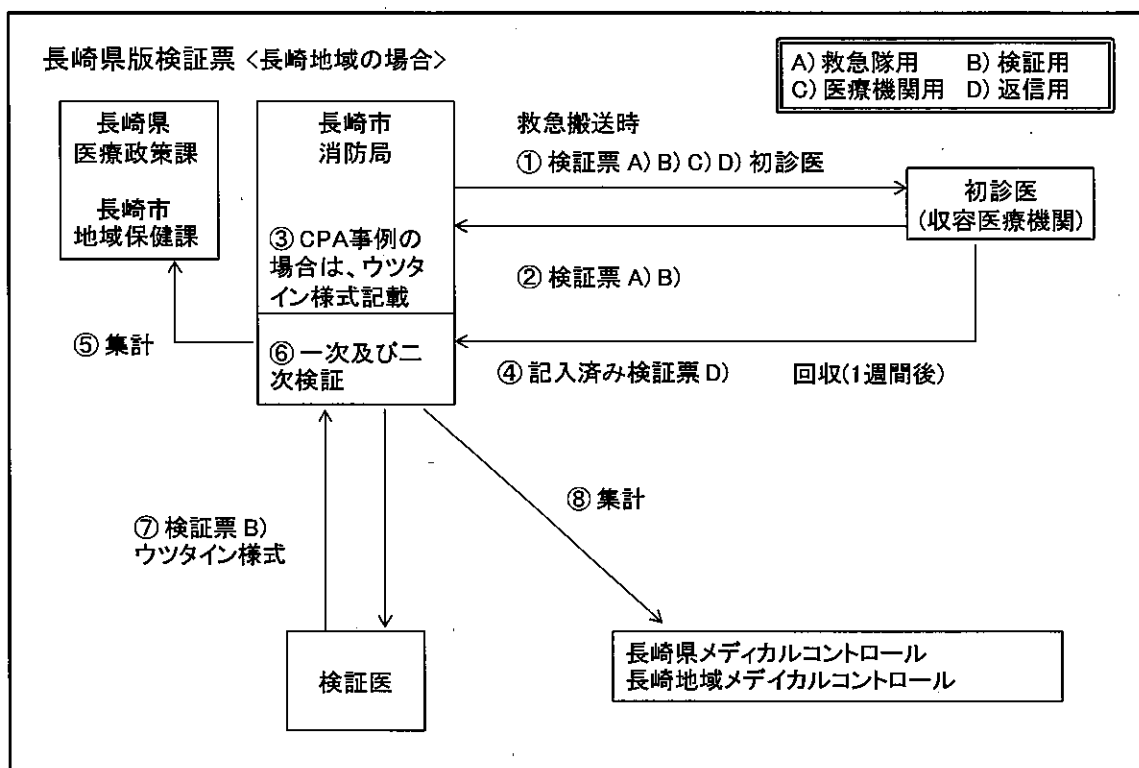 長崎県版検証票 <長崎地域の場合>
A) 救急隊用 B) 検証用
C) 医療機関用 D) 返信用
長崎県
医療政策課
長崎市
地域保健課
長崎市
消防局
③ CPA事例の
場合は、ウツタ
イン様式記載
⑥ 一次及び二
次検証
救急搬送時
① 検証票 A) B) C) D) 初診医
初診医
(収容医療機関)
② 検証票 A) B)
④ 記入済み検証票 D) 回収(1週間後)
⑤ 集計
⑦ 検証票 B)
ウツタイン様式
⑧ 集計
検証医
長崎県メディカルコントロール
長崎地域メデイカルコントロール